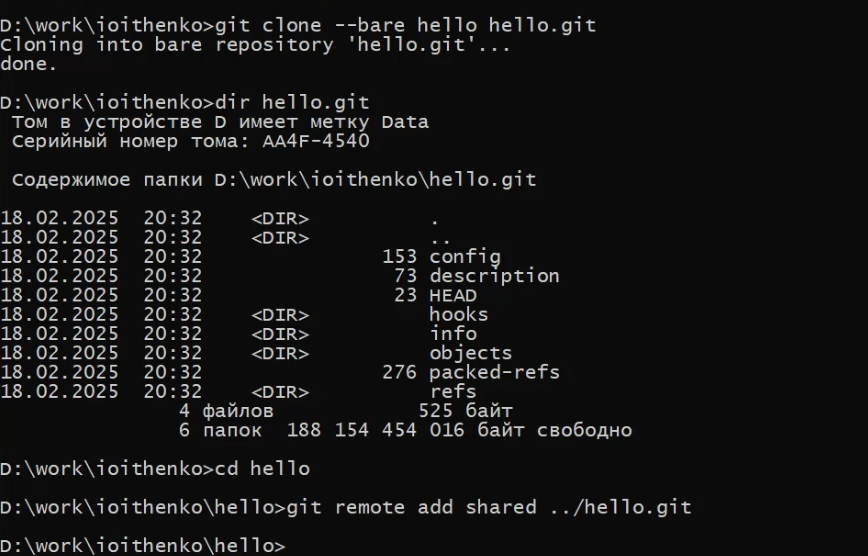 D:\work\ioithenko>git clone --bare hello hello.git
Cloning into bare repository 'hello.git'...
done.
D:\work\ioithenko>dir hello.git
Том в устройстве D имеет метку Data
Серийный номер тома: AA4F-4540
Содержимое папки D:\work\ioithenko\hello.git
18.02.2025  20:32    <DIR>          .
18.02.2025  20:32    <DIR>          ..
18.02.2025  20:32               153 config
18.02.2025  20:32                73 description
18.02.2025  20:32                23 HEAD
18.02.2025  20:32    <DIR>          hooks
18.02.2025  20:32    <DIR>          info
18.02.2025  20:32    <DIR>          objects
18.02.2025  20:32               276 packed-refs
18.02.2025  20:32    <DIR>          refs
4 файлов            525 байт
6 папок  188 154 454 016 байт свободно
D:\work\ioithenko>cd hello
D:\work\ioithenko\hello>git remote add shared ../hello.git
D:\work\ioithenko\hello>